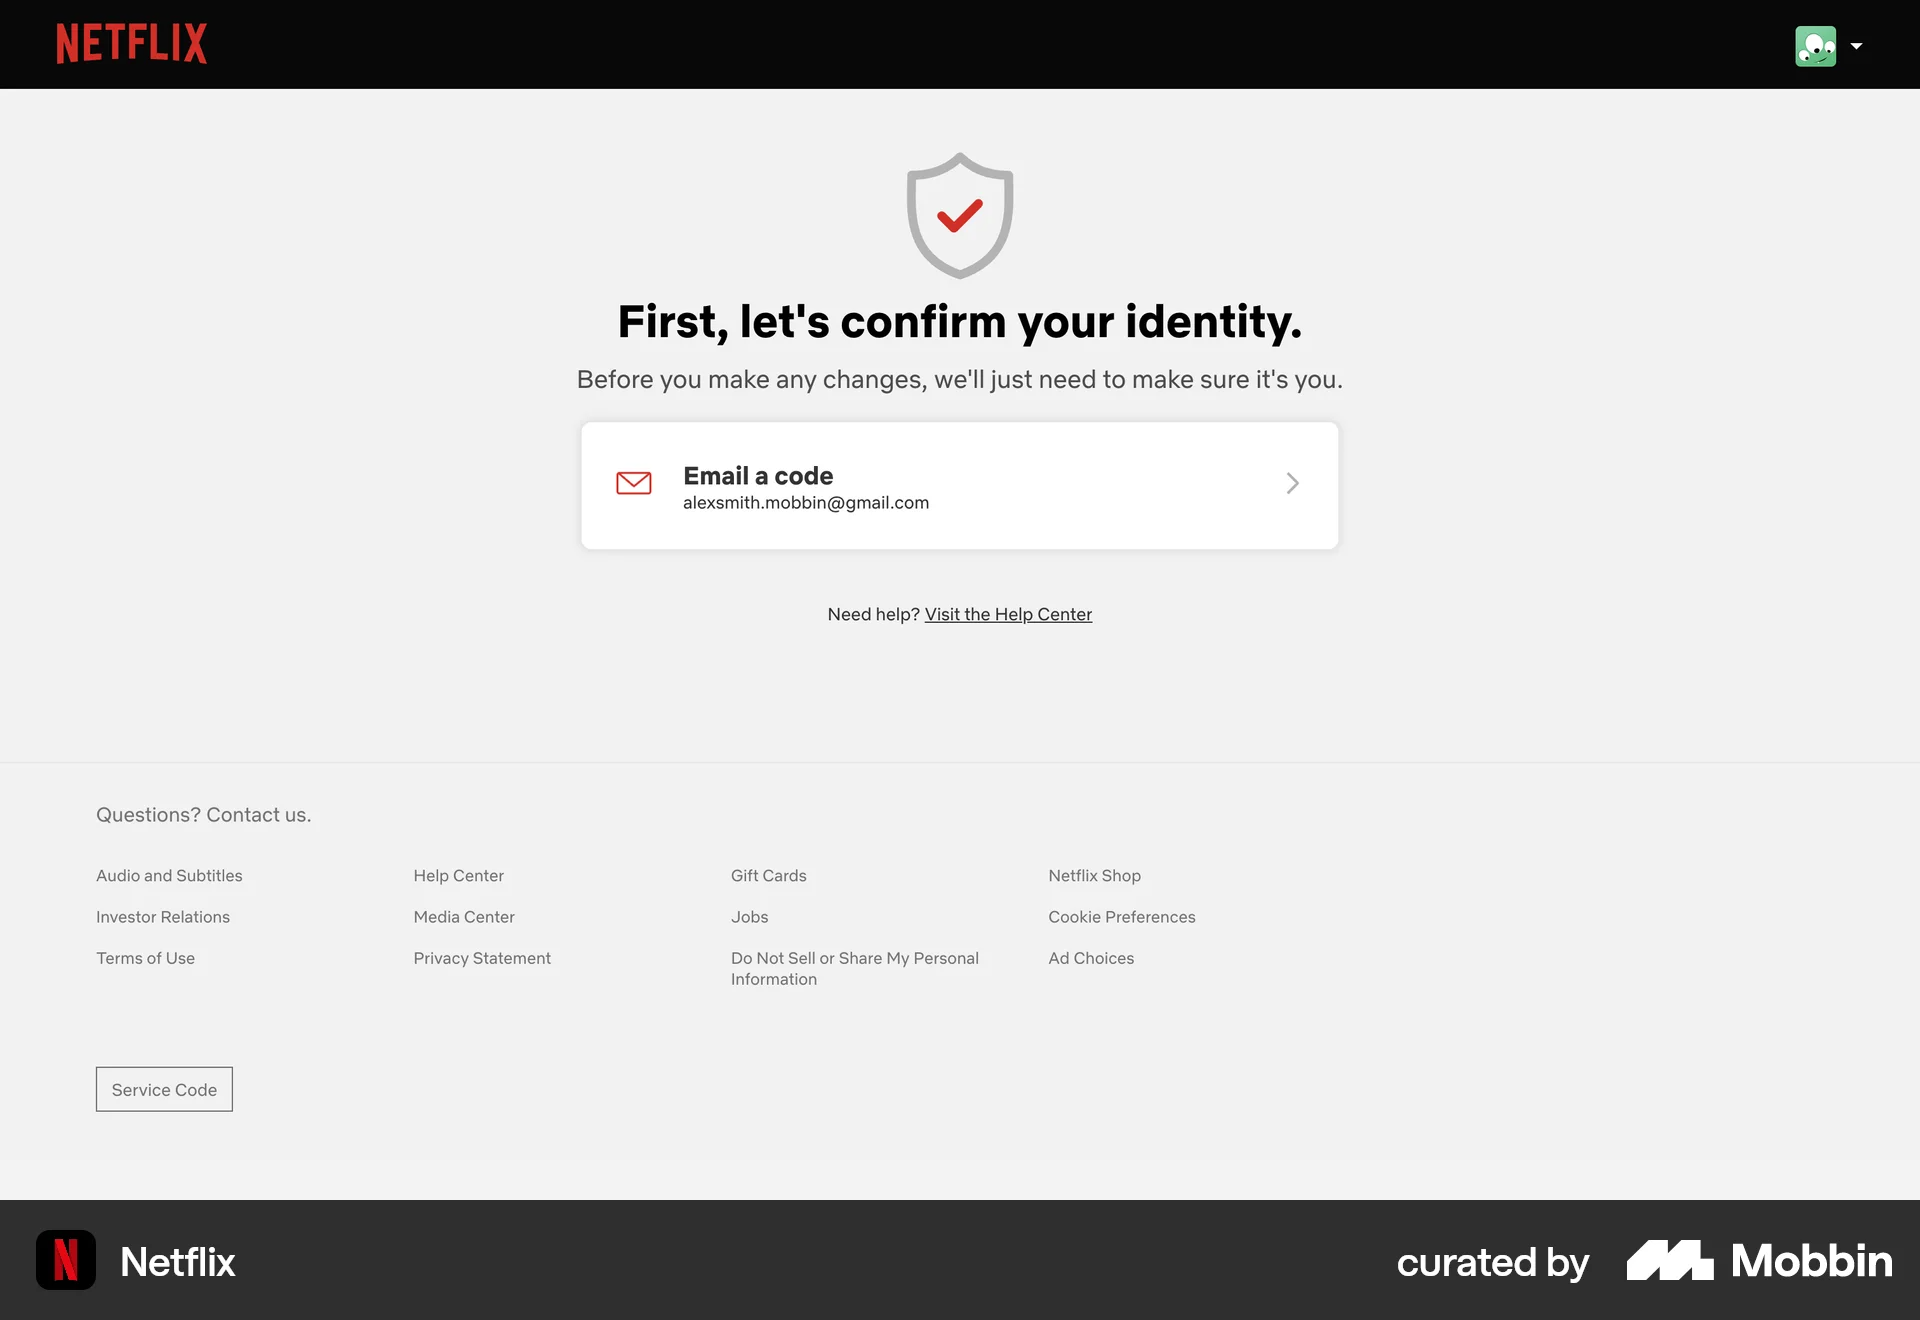 NETFLIX
First, let's confirm your identity.
Before you make any changes, we'll just need to make sure it's you.
Email a code
alexsmith.mobbin@gmail.com
Need help? Visit the Help Center
Questions? Contact us.
Audio and Subtitles
Help Center
Gift Cards
Netflix Shop
Investor Relations
Media Center
Jobs
Cookie Preferences
Terms of Use
Privacy Statement
Do Not Sell or Share My Personal
Information
Ad Choices
Service Code
N
Netflix
curated by
Mobbin